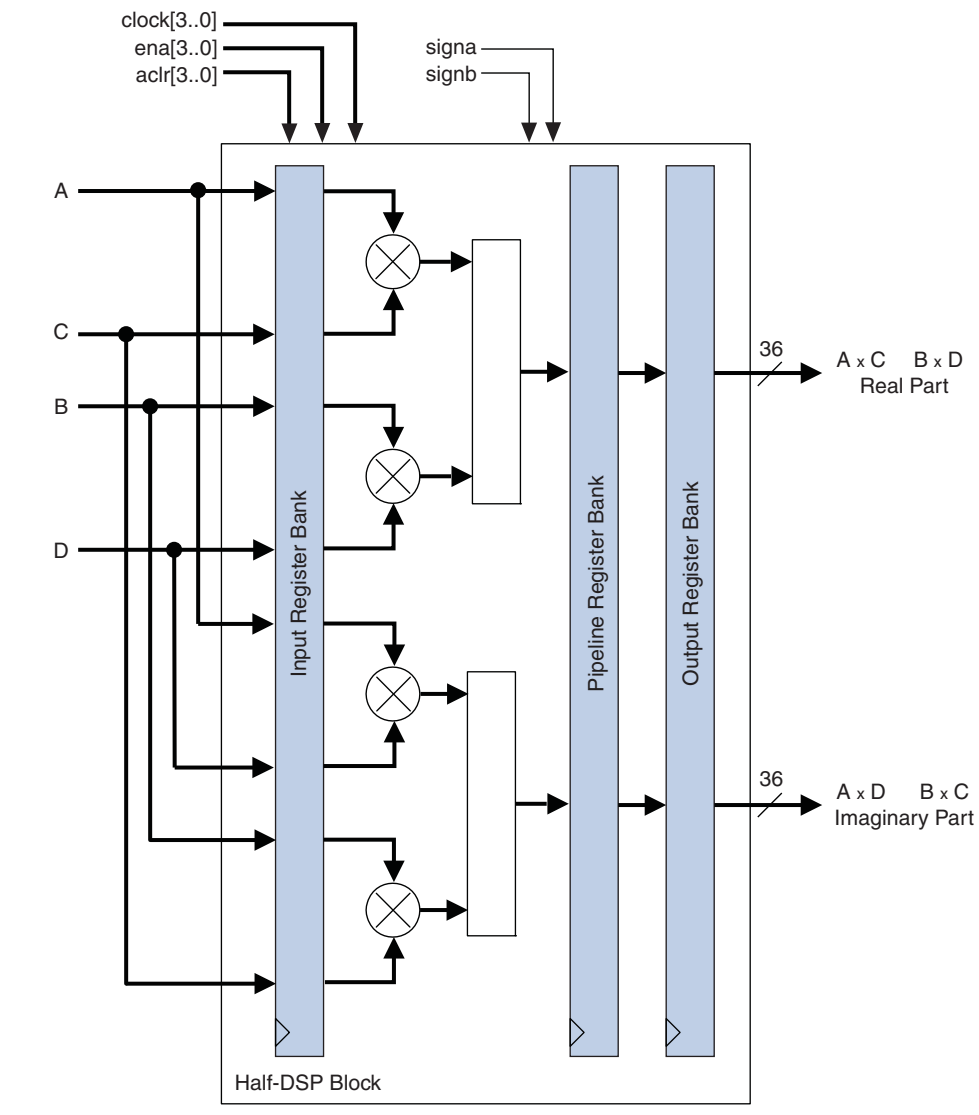 clock[3..0]
ena[3..0]
aclr[3..0]
signa
signb
A
C
B
D
Input Register Bank
Pipeline Register Bank
Output Register Bank
36
A x C B x D
Real Part
36
A x D B x C
Imaginary Part
Half-DSP Block